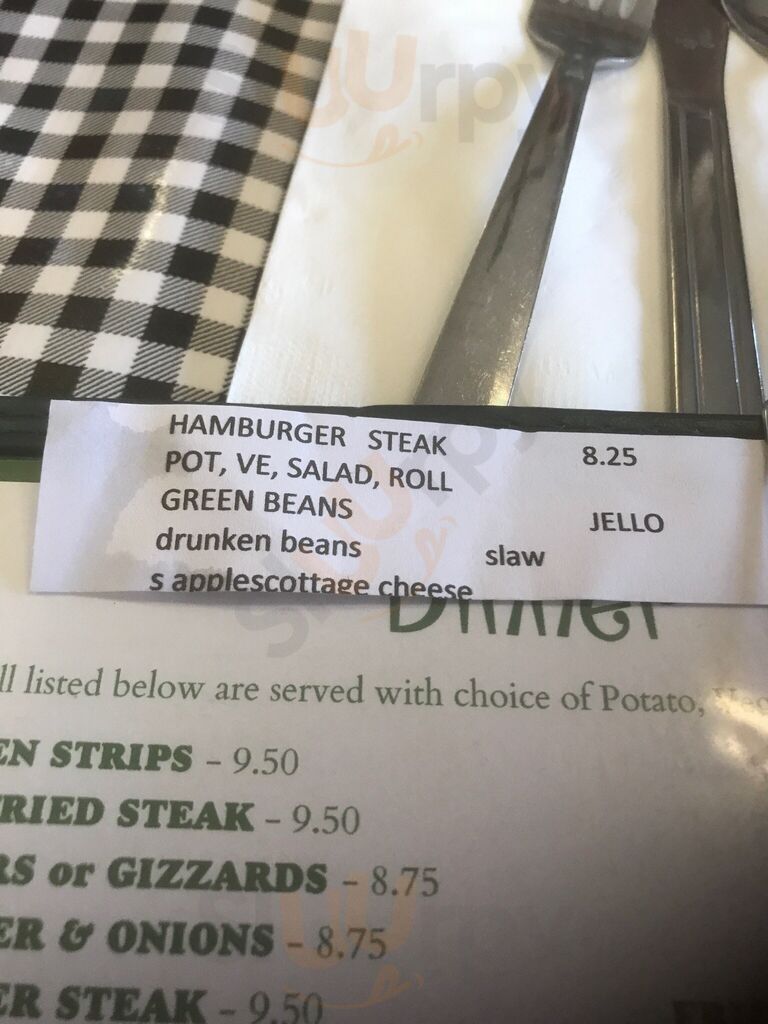 HAMBURGER STEAK 8.25
POT, VE, SALAD, ROLL
GREEN BEANS JELLO
drunken beans slaw
s applescottage cheese
Dinner
ll listed below are served with choice of Potato,
EN STRIPS - 9.50
RIED STEAK - 9.50
RS or GIZZARDS - 8.75
ER & ONIONS - 8.75
ER STEAK - 9.50